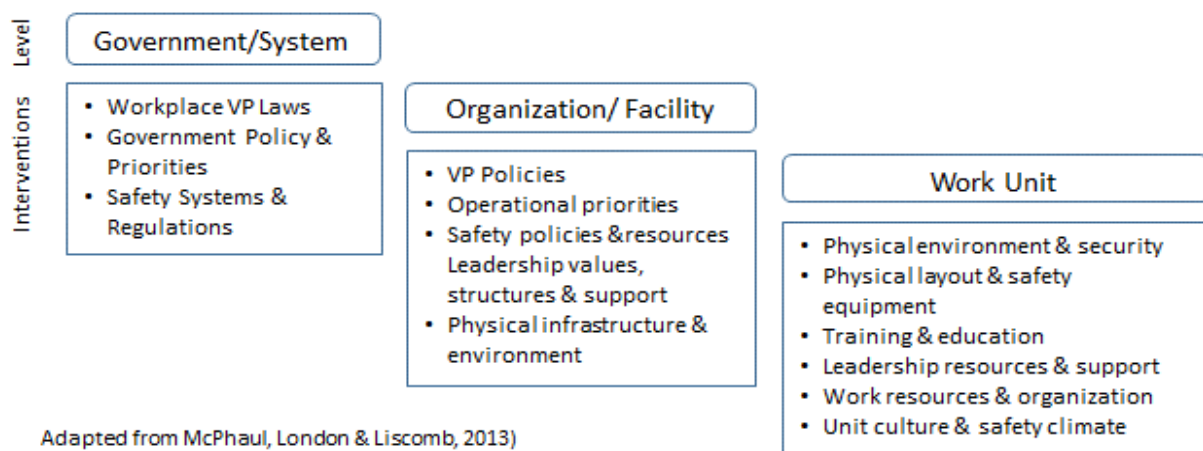 Level
Government/System
Interventions
• Workplace VP Laws
• Government Policy &
Priorities
• Safety Systems &
Regulations
Organization/ Facility
• VP Policies
• Operational priorities
• Safety policies &resources
Leadership values,
structures & support
• Physical infrastructure &
environment
Work Unit
• Physical environment & security
• Physical layout & safety
equipment
• Training & education
• Leadership resources & support
• Work resources & organization
• Unit culture & safety climate
Adapted from McPhaul, London & Liscomb, 2013)